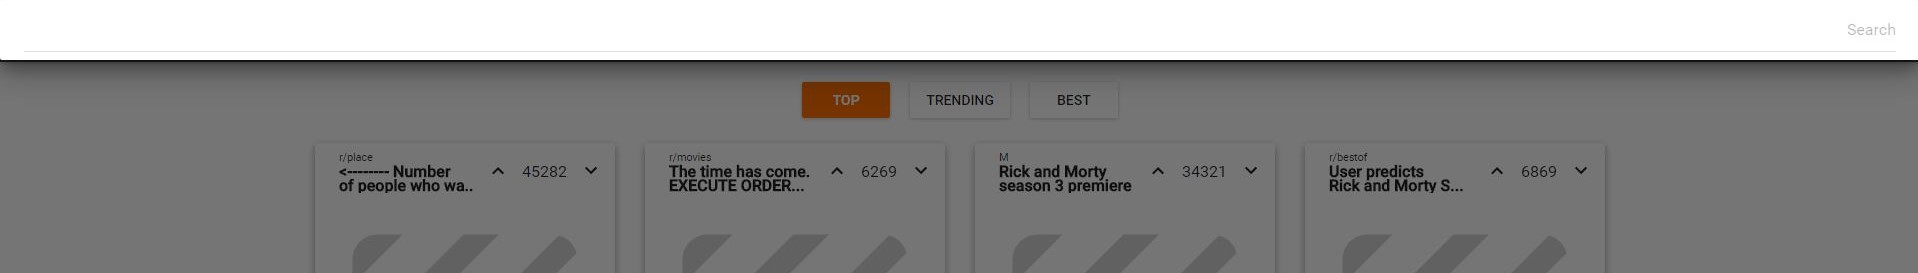 Search
TOP
TRENDING
BEST
r/place
<-------- Number
of people who wa..
45282
r/movies
The time has come.
EXECUTE ORDER...
6269
M
Rick and Morty
season 3 premiere
34321
r/bestof
User predicts
Rick and Morty S...
6869